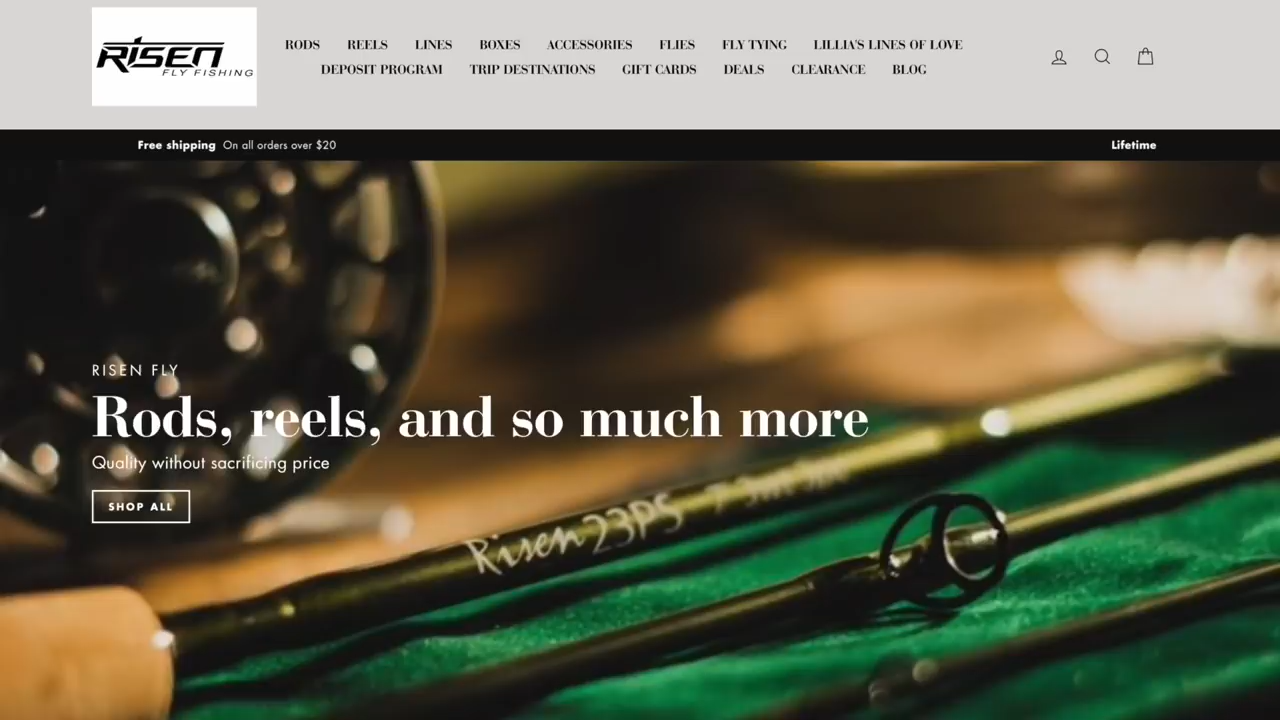 RISEN
FLY FISHING
RODS REELS LINES BOXES ACCESSORIES FLIES FLY TYING LILLIA'S LINES OF LOVE
DEPOSIT PROGRAM TRIP DESTINATIONS GIFT CARDS DEALS CLEARANCE BLOG
Free shipping On all orders over $20
Lifetime
RISEN FLY
Rods, reels, and so much more
Quality without sacrificing price
SHOP ALL
Risen 23PS